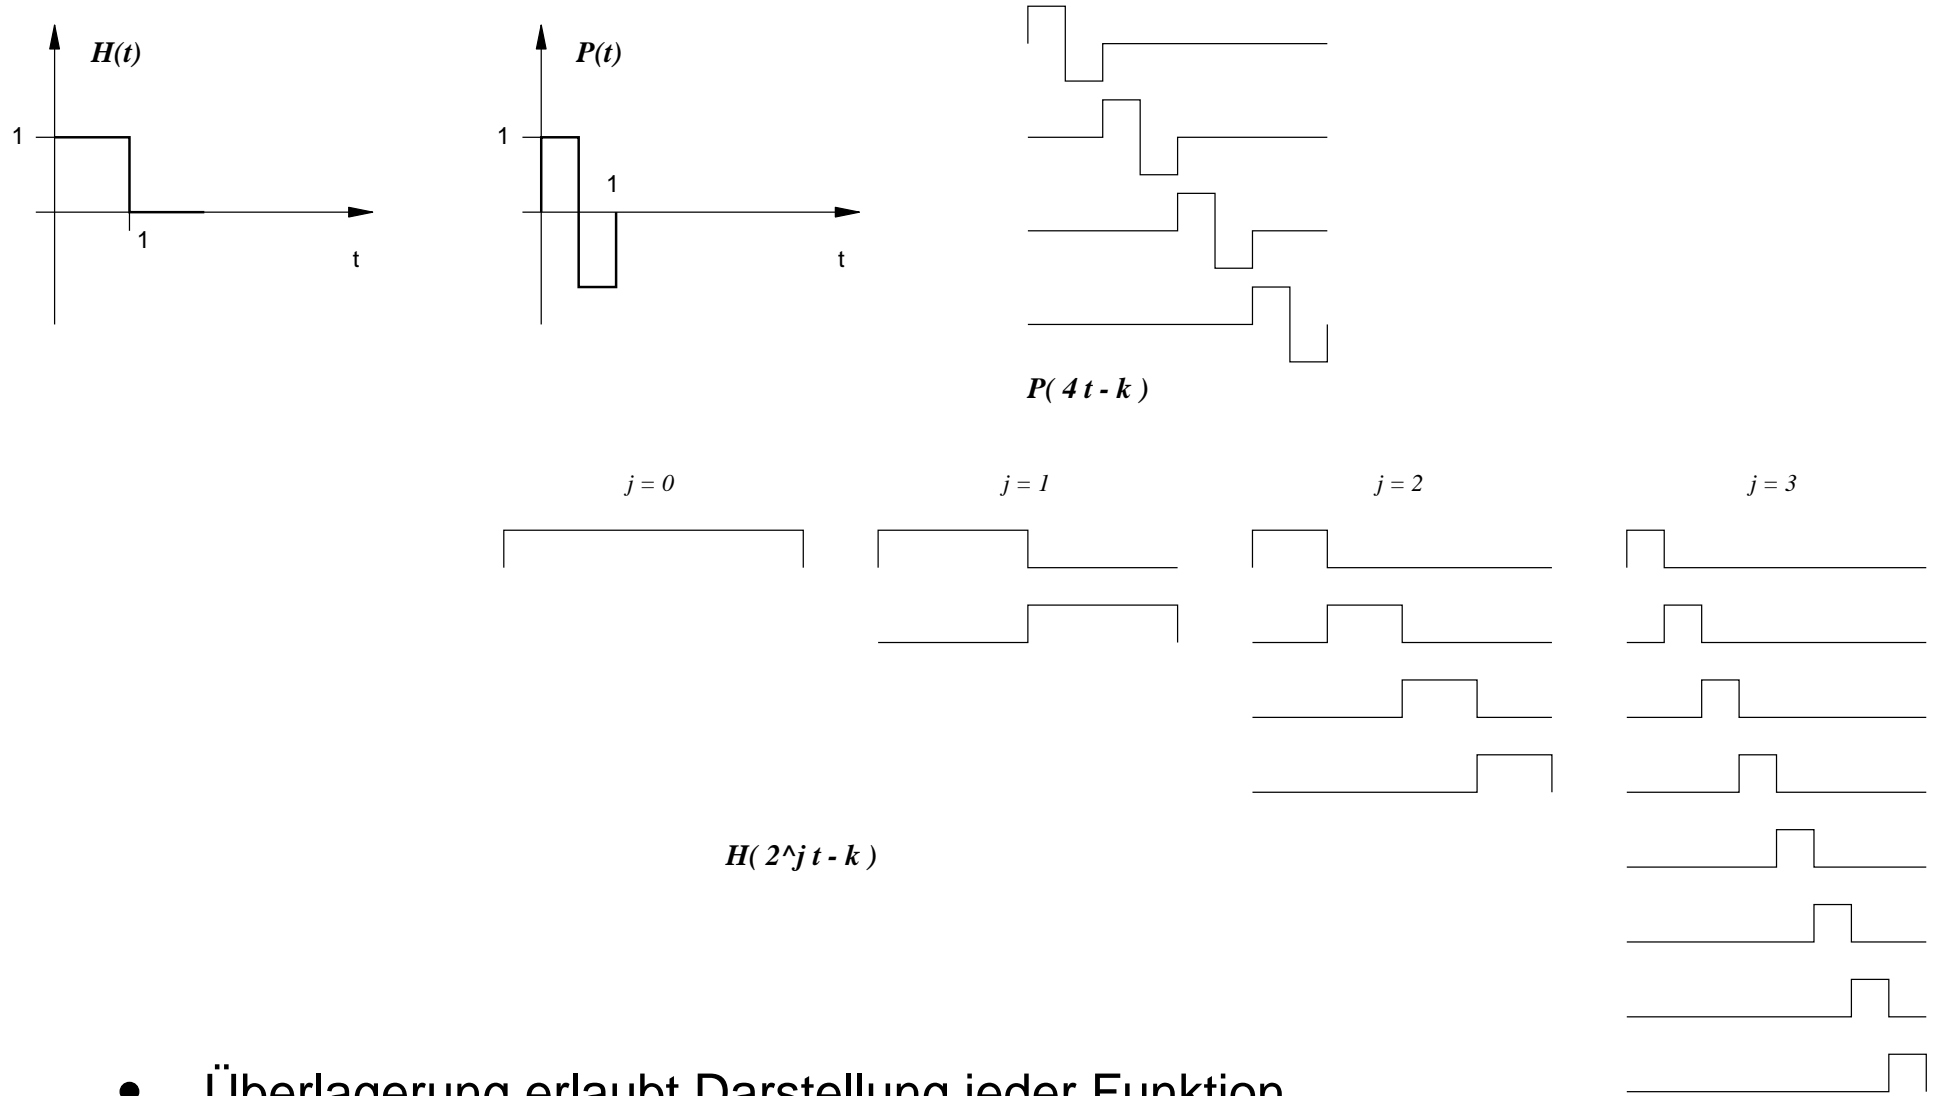 H(t)
P(t)
1
1
1
1
t
t
P( 4 t - k )
j = 0
j = 1
j = 2
j = 3
H( 2^j t - k )
• Überlagerung erlaubt Darstellung jeder Funktion